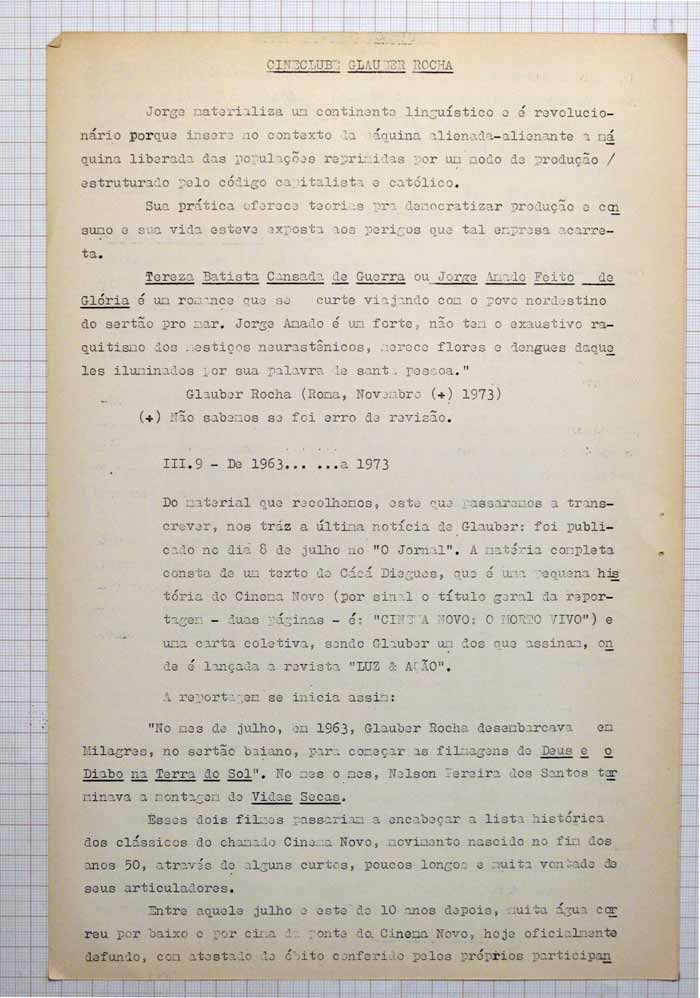 CINECLUBE GLAUBER ROCHA
Jorge materializa um continente linguístico e é revolucio-
nário porque insere no contexto da máquina alienada-alienante a má
quina liberada das populações reprimidas por um modo de produção /
estruturado pelo código capitalista e católico.
Sua prática oferece teorias pra democratizar produção e con
sumo e sua vida esteve exposta aos perigos que tal empresa acarre-
ta.
Tereza Batista Cansada de Guerra ou Jorge Amado Feito de
Glória é um romance que se curte viajando com o povo nordestino
do sertão pro mar. Jorge Amado é um forte, não tem o exaustivo ra-
quitismo dos mestiços neurastênicos, merece flores e dengues daque
les iluminados por sua palavra de santa pessoa."
Glauber Rocha (Roma, Novembro (+) 1973)
(+) Não sabemos se foi erro de revisão.
III.9 - De 1963... ...a 1973
Do material que recolhemos, este que passaremos a trans-
crever, nos tráz a última notícia de Glauber: foi publi-
cado no dia 8 de julho no "O Jornal". A matéria completa
consta de um texto de Cácá Diegues, que é uma pequena his
tória do Cinema Novo (por sinal o título geral da repor-
tagem - duas páginas - é: "CINEMA NOVO: O MORTO VIVO") e
uma carta coletiva, sendo Glauber um dos que assinam, on
de é lançada a revista "LUZ & AÇÃO".
A reportagem se inicia assim:
"No mes de julho, em 1963, Glauber Rocha desembarcava em
Milagres, no sertão baiano, para começar as filmagens de Deus e o
Diabo na Terra do Sol". No mes o mes, Nelson Pereira dos Santos ter
minava a montagem de Vidas Secas.
Esses dois filmes passariam a encabeçar a lista histórica
dos clássicos do chamado Cinema Novo, movimento nascido no fim dos
anos 50, através de alguns curtos, poucos longos e muita vontade de
seus articuladores.
Entre aquele julho e este de 10 anos depois, muita água cor
reu por baixo e por cima da ponte do Cinema Novo, hoje oficialmente
defundo, com atestado de óbito conferido pelos próprios participan